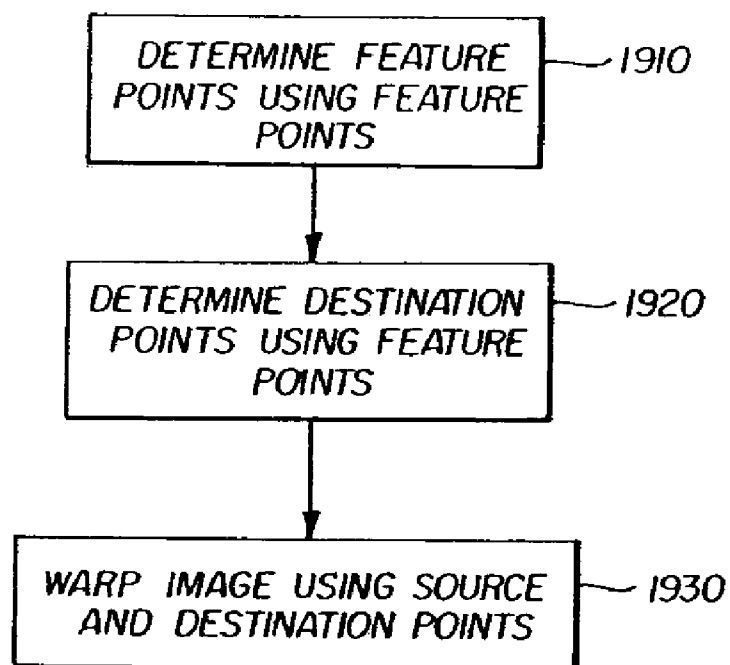 DETERMINE FEATURE
POINTS USING FEATURE
POINTS
1910
DETERMINE DESTINATION
POINTS USING FEATURE
POINTS
1920
WARP IMAGE USING SOURCE
AND DESTINATION POINTS
1930